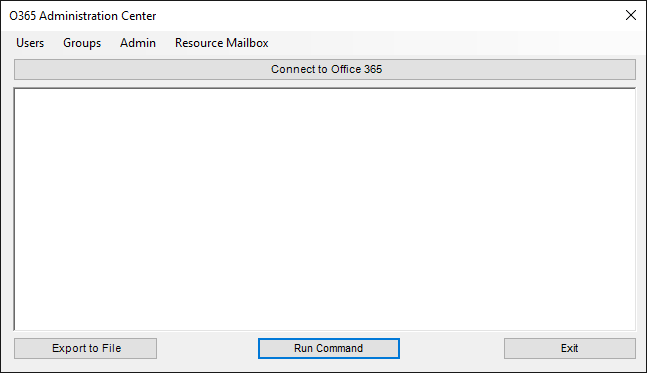 O365 Administration Center
Users Groups Admin Resource Mailbox
Connect to Office 365
Export to File Run Command Exit